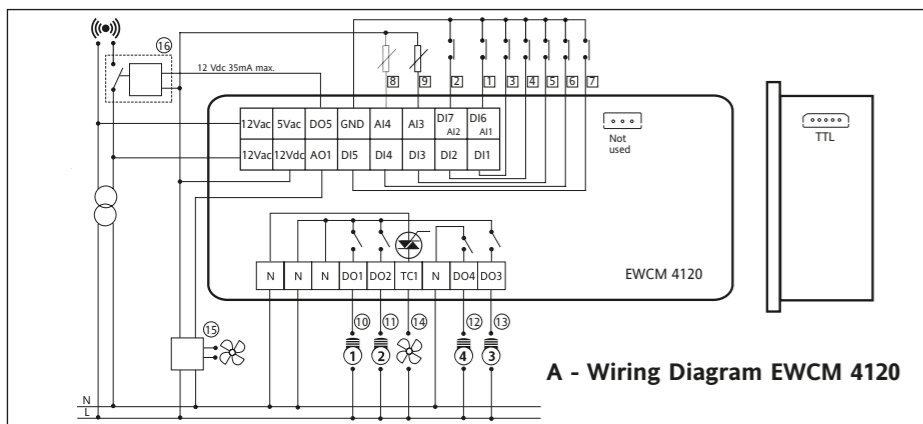 16
12 Vdc 35mA max.
8 9 2 1 3 4 5 6 7
12Vac 5Vac DO5 GND AI4 AI3 DI7 AI2 DI6 AI1
12Vac 12Vdc AO1 DI5 DI4 DI3 DI2 DI1
Not
used
TTL
N N N DO1 DO2 TC1 N DO4 DO3
EWCM 4120
10 11 14 12 13
15
1 2 4 3
A - Wiring Diagram EWCM 4120
N
L